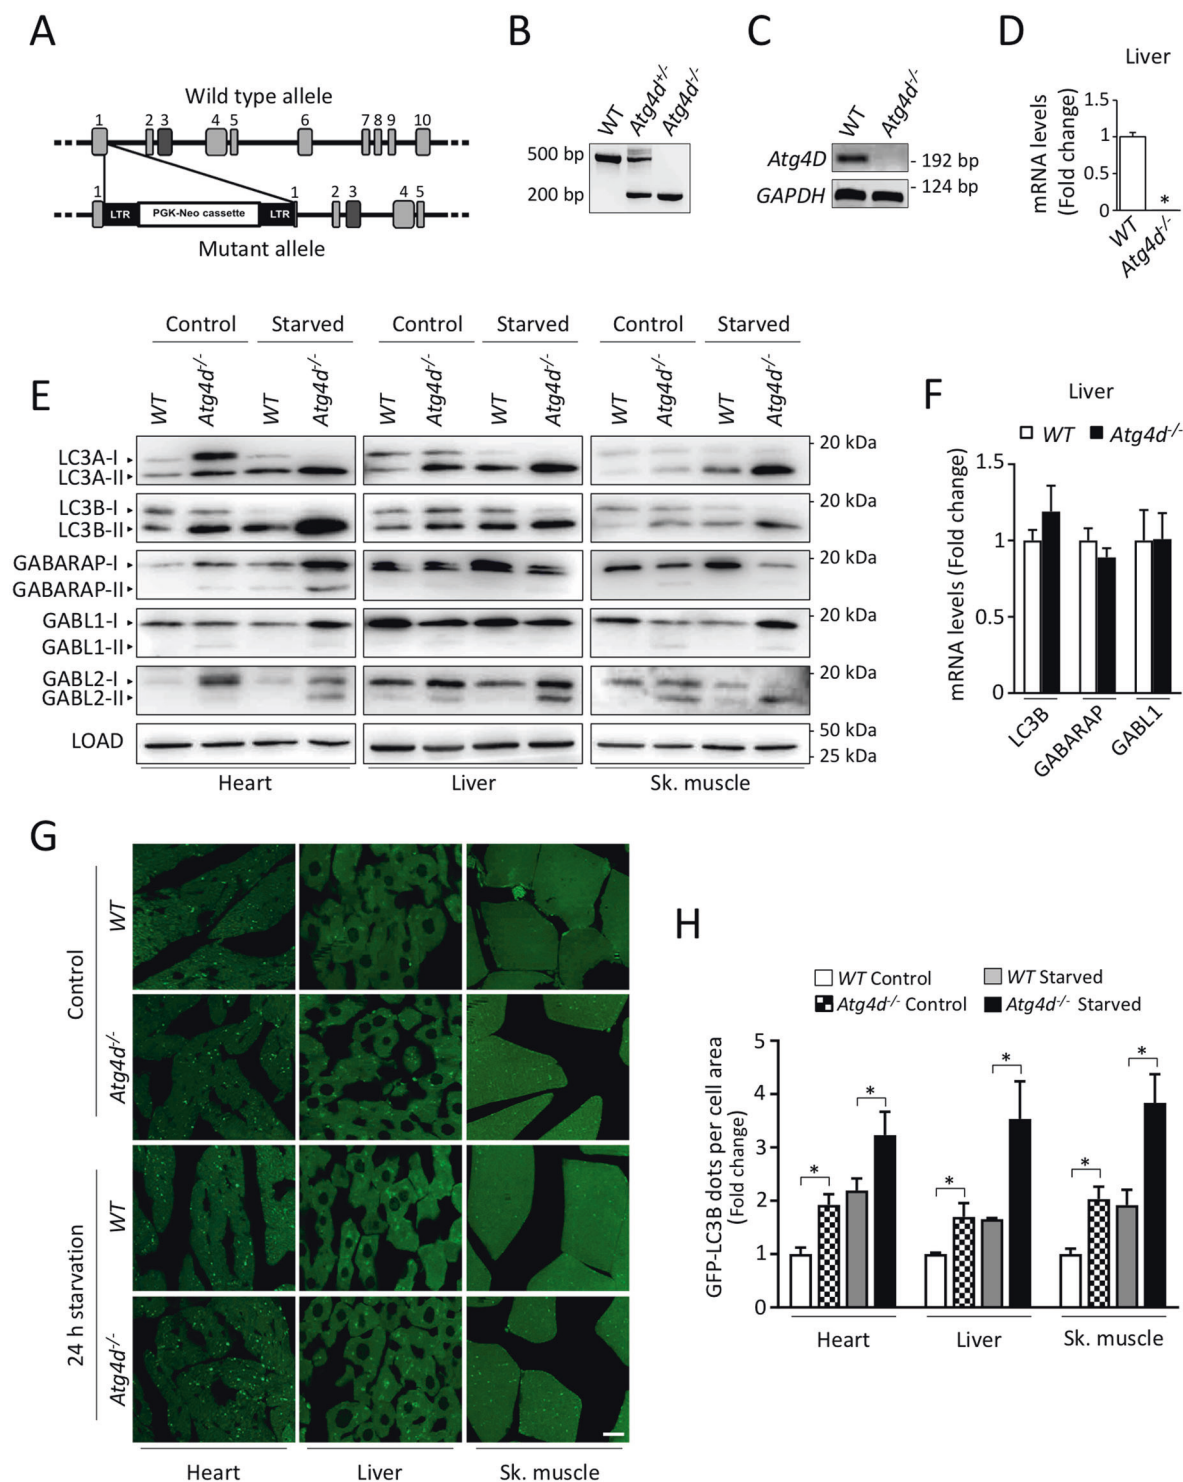 A
Wild type allele
1 2 3 4 5 6 7 8 9 10
1 LTR PGK-Neo cassette LTR 1 2 3 4 5
Mutant allele
B
WT Atg4d+/- Atg4d-/-
500 bp
200 bp
C
WT Atg4d-/-
Atg4D - 192 bp
GAPDH - 124 bp
D
Liver
mRNA levels
(Fold change)
1.5
1
0.5
0
*
WT Atg4d-/-
E
Control Starved Control Starved Control Starved
WT Atg4d-/- WT Atg4d-/- WT Atg4d-/- WT Atg4d-/- WT Atg4d-/- WT Atg4d-/-
LC3A-I - 20 kDa
LC3A-II
LC3B-I - 20 kDa
LC3B-II
GABARAP-I - 20 kDa
GABARAP-II
GABL1-I - 20 kDa
GABL1-II
GABL2-I - 20 kDa
GABL2-II
LOAD - 50 kDa
- 25 kDa
Heart Liver Sk. muscle
F
Liver
WT Atg4d-/-
mRNA levels (Fold change)
1.5
1
0.5
0
LC3B GABARAP GABL1
G
Control
WT
Atg4d-/-
24 h starvation
WT
Atg4d-/-
Heart Liver Sk. muscle
H
WT Control WT Starved
Atg4d-/- Control Atg4d-/- Starved
GFP-LC3B dots per cell area
(Fold change)
5
4
3
2
1
0
* * * * * *
Heart Liver Sk. muscle